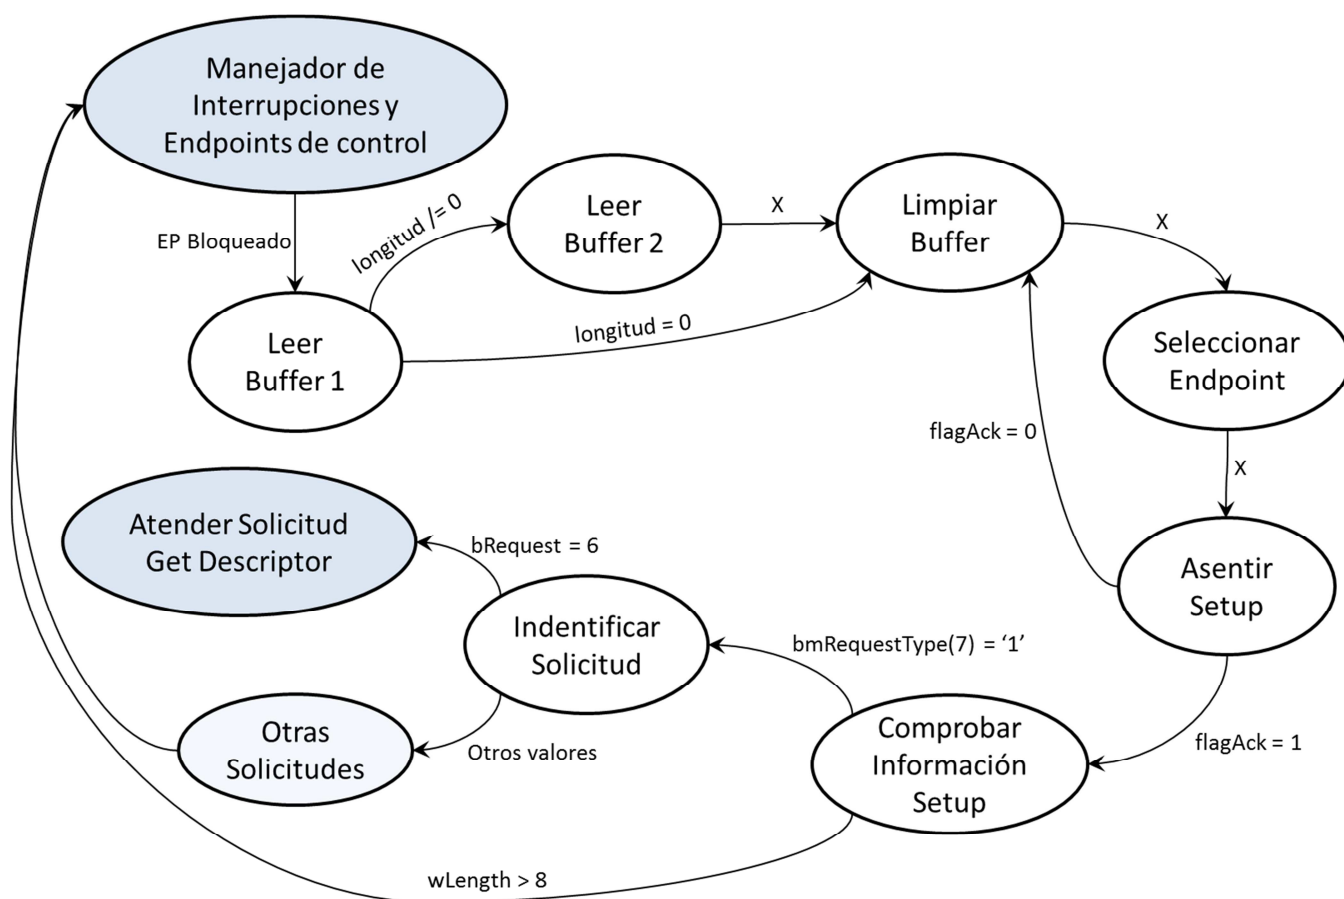 Manejador de
Interrupciones y
Endpoints de control
EP Bloqueado
longitud /= 0
Leer
Buffer 2
X
Limpiar
Buffer
X
Leer
Buffer 1
longitud = 0
Seleccionar
Endpoint
flagAck = 0
X
Atender Solicitud
Get Descriptor
bRequest = 6
Asentir
Setup
Indentificar
Solicitud
bmRequestType(7) = ‘1’
Otras
Solicitudes
Otros valores
Comprobar
Información
Setup
flagAck = 1
wLength > 8